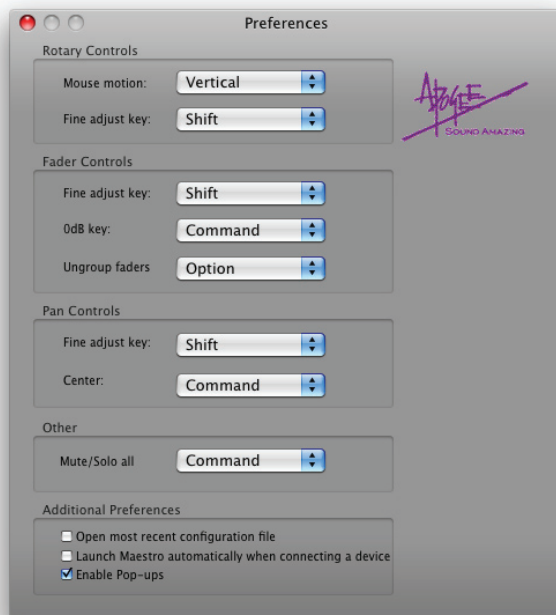 Preferences
Rotary Controls
Mouse motion: Vertical
Fine adjust key: Shift
APOGEE
SOUND AMAZING
Fader Controls
Fine adjust key: Shift
0dB key: Command
Ungroup faders Option
Pan Controls
Fine adjust key: Shift
Center: Command
Other
Mute/Solo all Command
Additional Preferences
Open most recent configuration file
Launch Maestro automatically when connecting a device
Enable Pop-ups